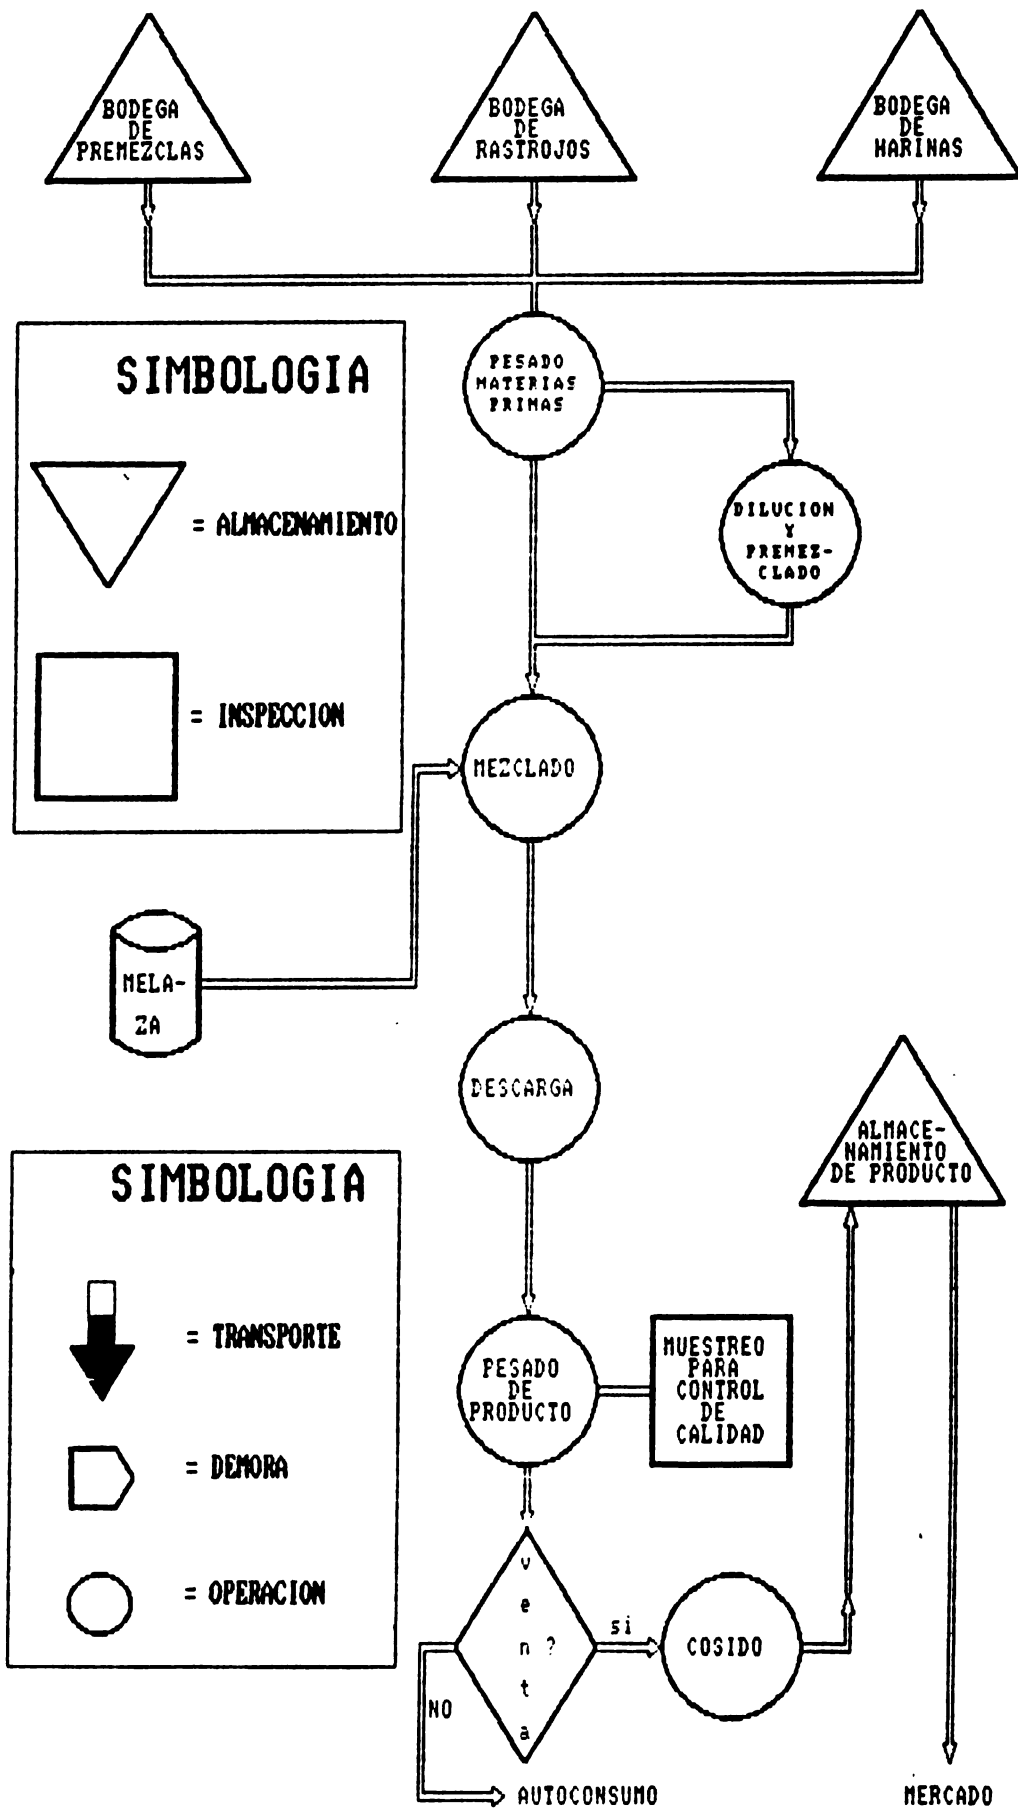 BODEGA
DE
PREMEZCLAS
BODEGA
DE
RASTROJOS
BODEGA
DE
HARINAS
SIMBOLOGIA
= ALMACENAMIENTO
= INSPECCION
PESADO
MATERIAS
PRIMAS
DILUCION
Y
PREMEZ-
CLADO
MEZCLADO
MELA-
ZA
DESCARGA
ALMACE-
NAMIENTO
DE PRODUCTO
SIMBOLOGIA
= TRANSPORTE
= DEMORA
= OPERACION
PESADO
DE
PRODUCTO
MUESTREO
PARA
CONTROL
DE
CALIDAD
v
e
n ?
t
a
si
COSIDO
NO
AUTOCONSUMO
MERCADO